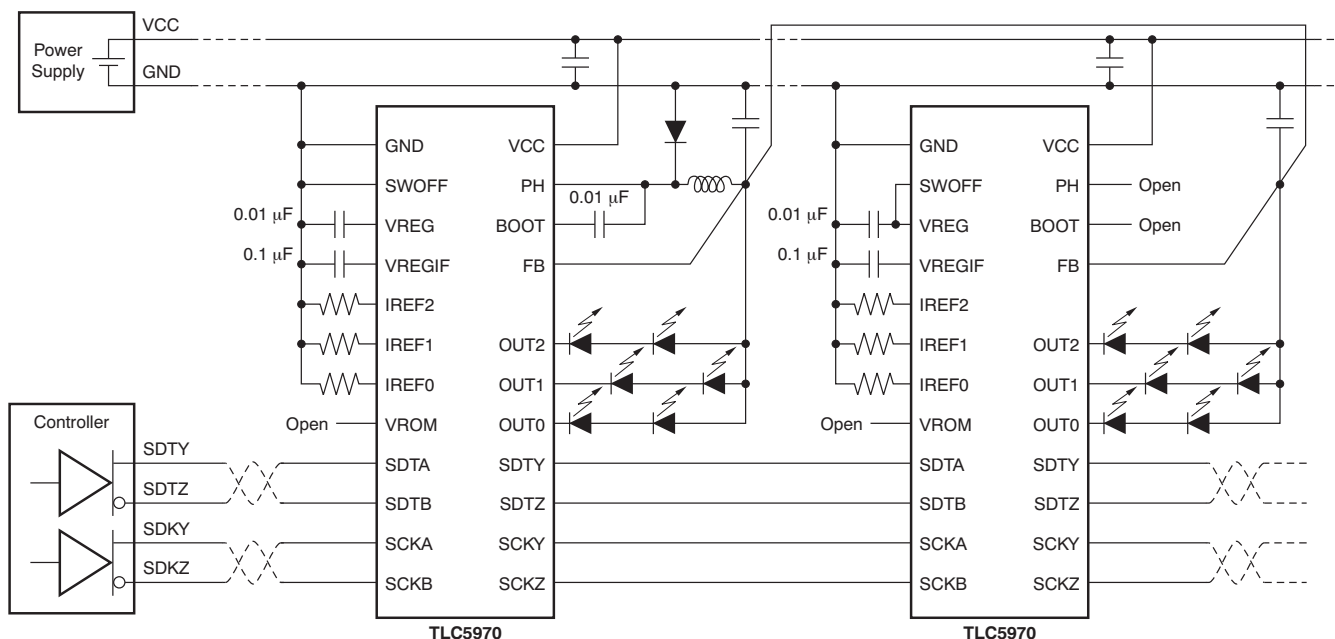 Power
Supply
VCC
GND
GND
SWOFF
0.01 µF
VREG
0.1 µF
VREGIF
IREF2
IREF1
IREF0
Open
VROM
SDTA
SDTB
SCKA
SCKB
VCC
PH
0.01 µF
BOOT
FB
OUT2
OUT1
OUT0
SDTY
SDTZ
SCKY
SCKZ
TLC5970
GND
SWOFF
0.01 µF
VREG
0.1 µF
VREGIF
IREF2
IREF1
IREF0
Open
VROM
SDTA
SDTB
SCKA
SCKB
VCC
PH
Open
BOOT
Open
FB
OUT2
OUT1
OUT0
SDTY
SDTZ
SCKY
SCKZ
TLC5970
Controller
SDTY
SDTZ
SDKY
SDKZ